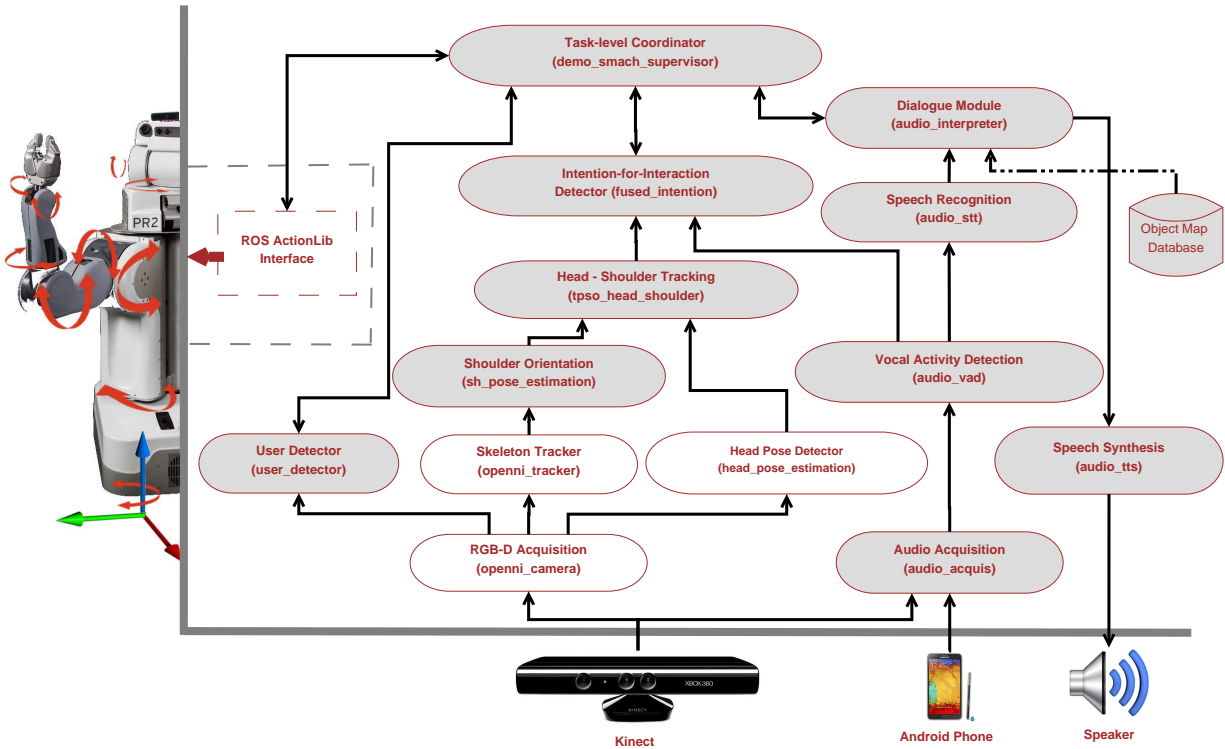 Task-level Coordinator
(demo_smach_supervisor)
Dialogue Module
(audio_interpreter)
Intention-for-Interaction
Detector (fused_intention)
Speech Recognition
(audio_stt)
PR2
ROS ActionLib
Interface
Object Map
Database
Head - Shoulder Tracking
(tpso_head_shoulder)
Shoulder Orientation
(sh_pose_estimation)
Vocal Activity Detection
(audio_vad)
User Detector
(user_detector)
Skeleton Tracker
(openni_tracker)
Head Pose Detector
(head_pose_estimation)
Speech Synthesis
(audio_tts)
RGB-D Acquisition
(openni_camera)
Audio Acquisition
(audio_acquis)
XBOX 360
KINECT
Kinect
Android Phone
Speaker